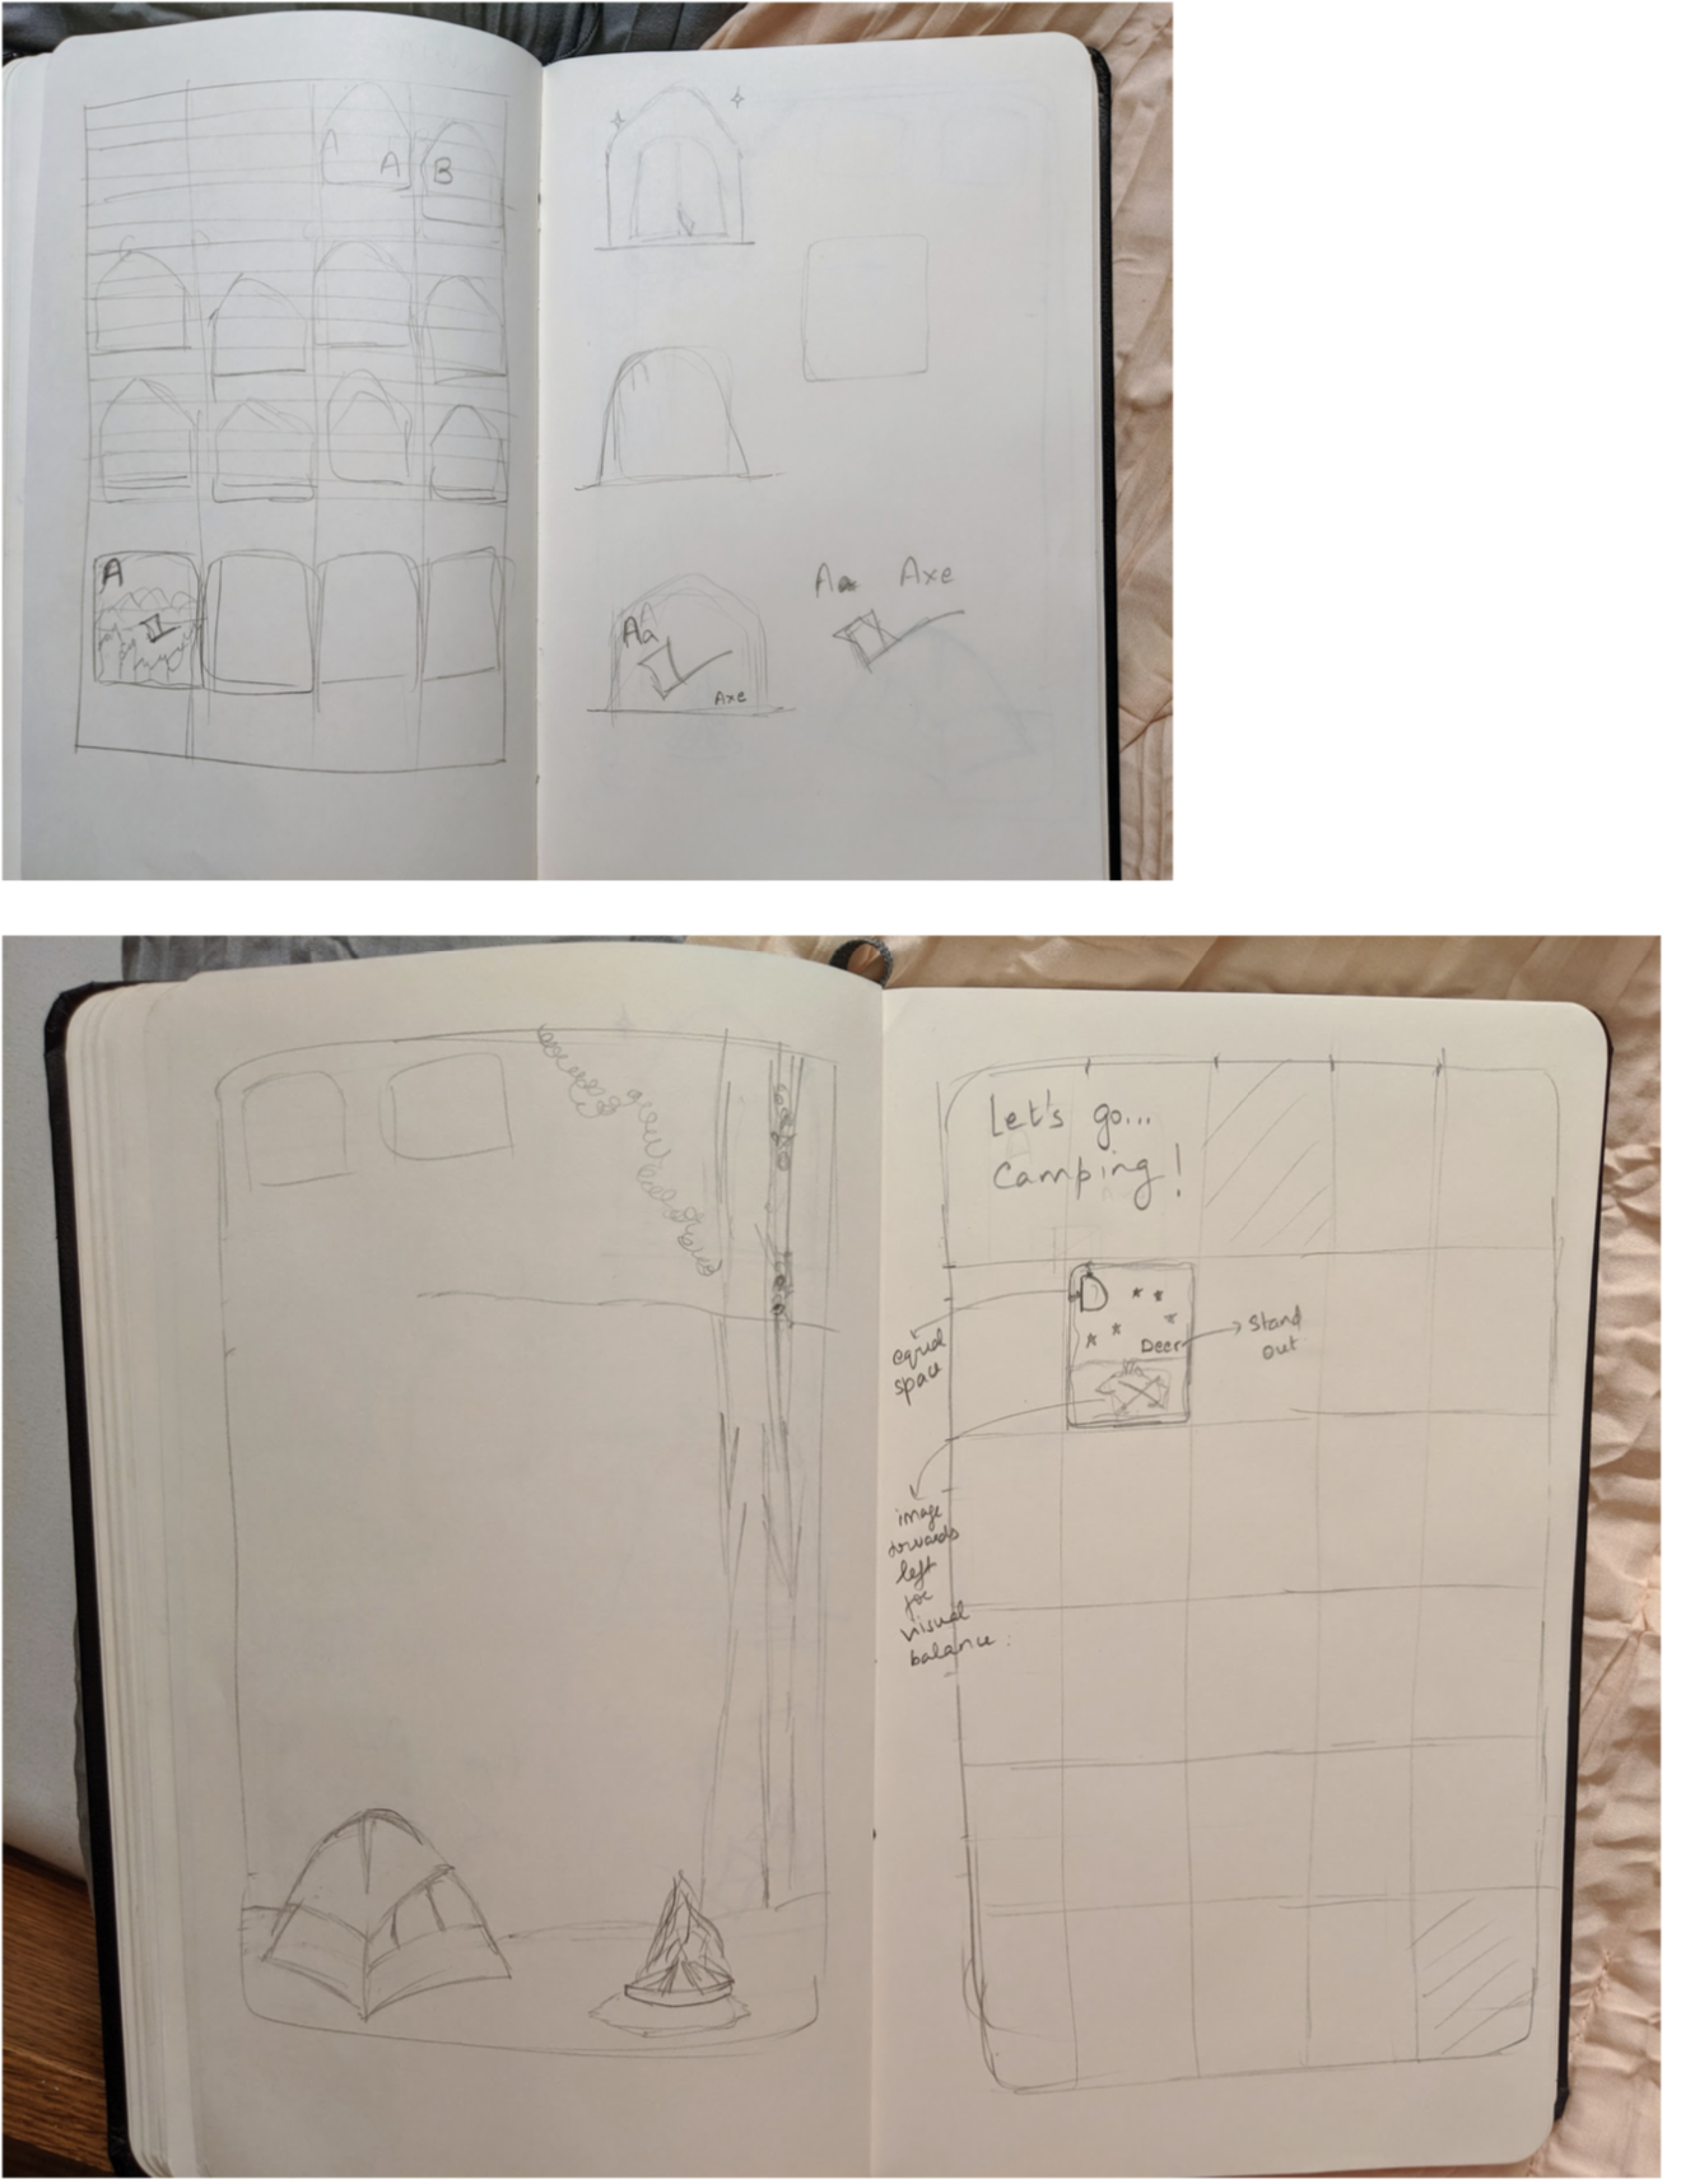 A
B
A
Aa
Axe
Aa Axe
Let's go...
Camping!
D
Deer
Stand
out
equal
space
image
towards
left
for
visual
balance.